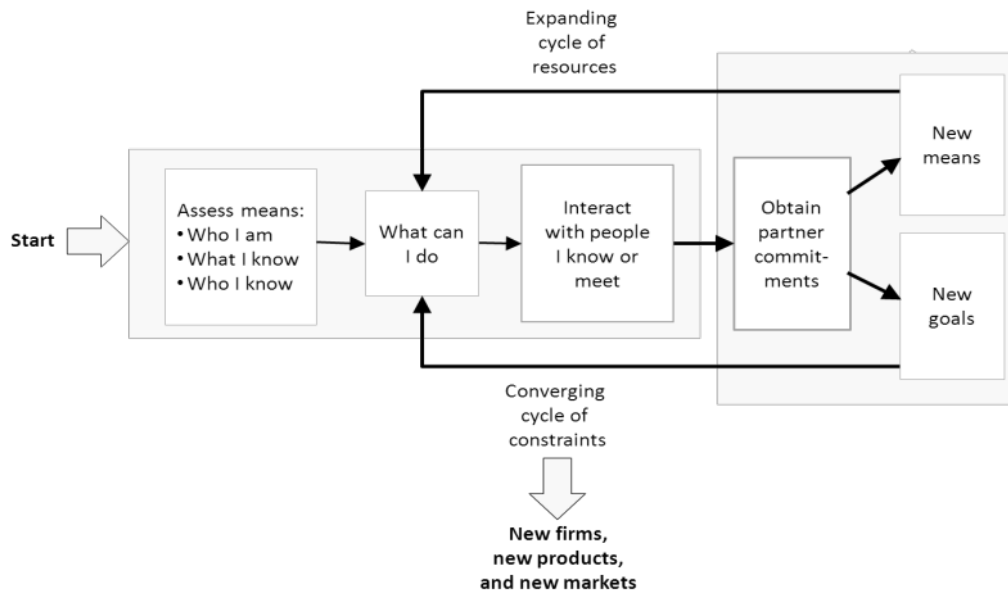 Expanding
cycle of
resources
New
means
Start
Assess means:
• Who I am
• What I know
• Who I know
What can
I do
Interact
with people
I know or
meet
Obtain
partner
commit-
ments
New
goals
Converging
cycle of
constraints
New firms,
new products,
and new markets